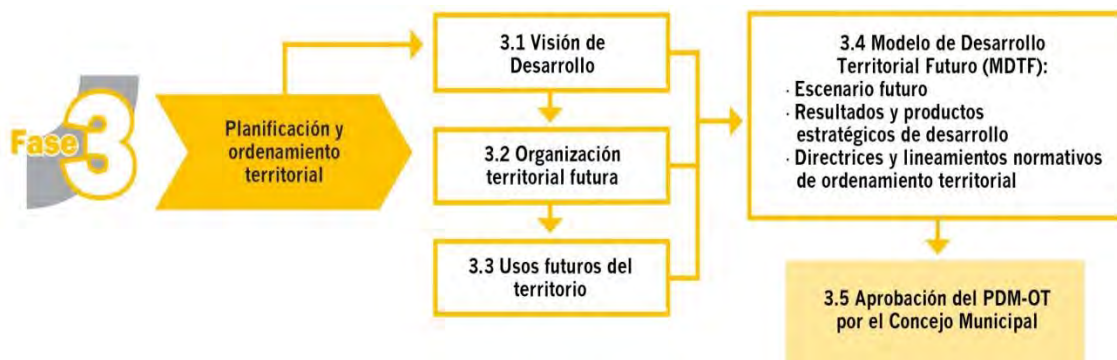 Fase 3
Planificación y
ordenamiento
territorial
3.1 Visión de
Desarrollo
3.2 Organización
territorial futura
3.3 Usos futuros del
territorio
3.4 Modelo de Desarrollo
Territorial Futuro (MDTF):
· Escenario futuro
· Resultados y productos
estratégicos de desarrollo
· Directrices y lineamientos normativos
de ordenamiento territorial
3.5 Aprobación del PDM-OT
por el Concejo Municipal